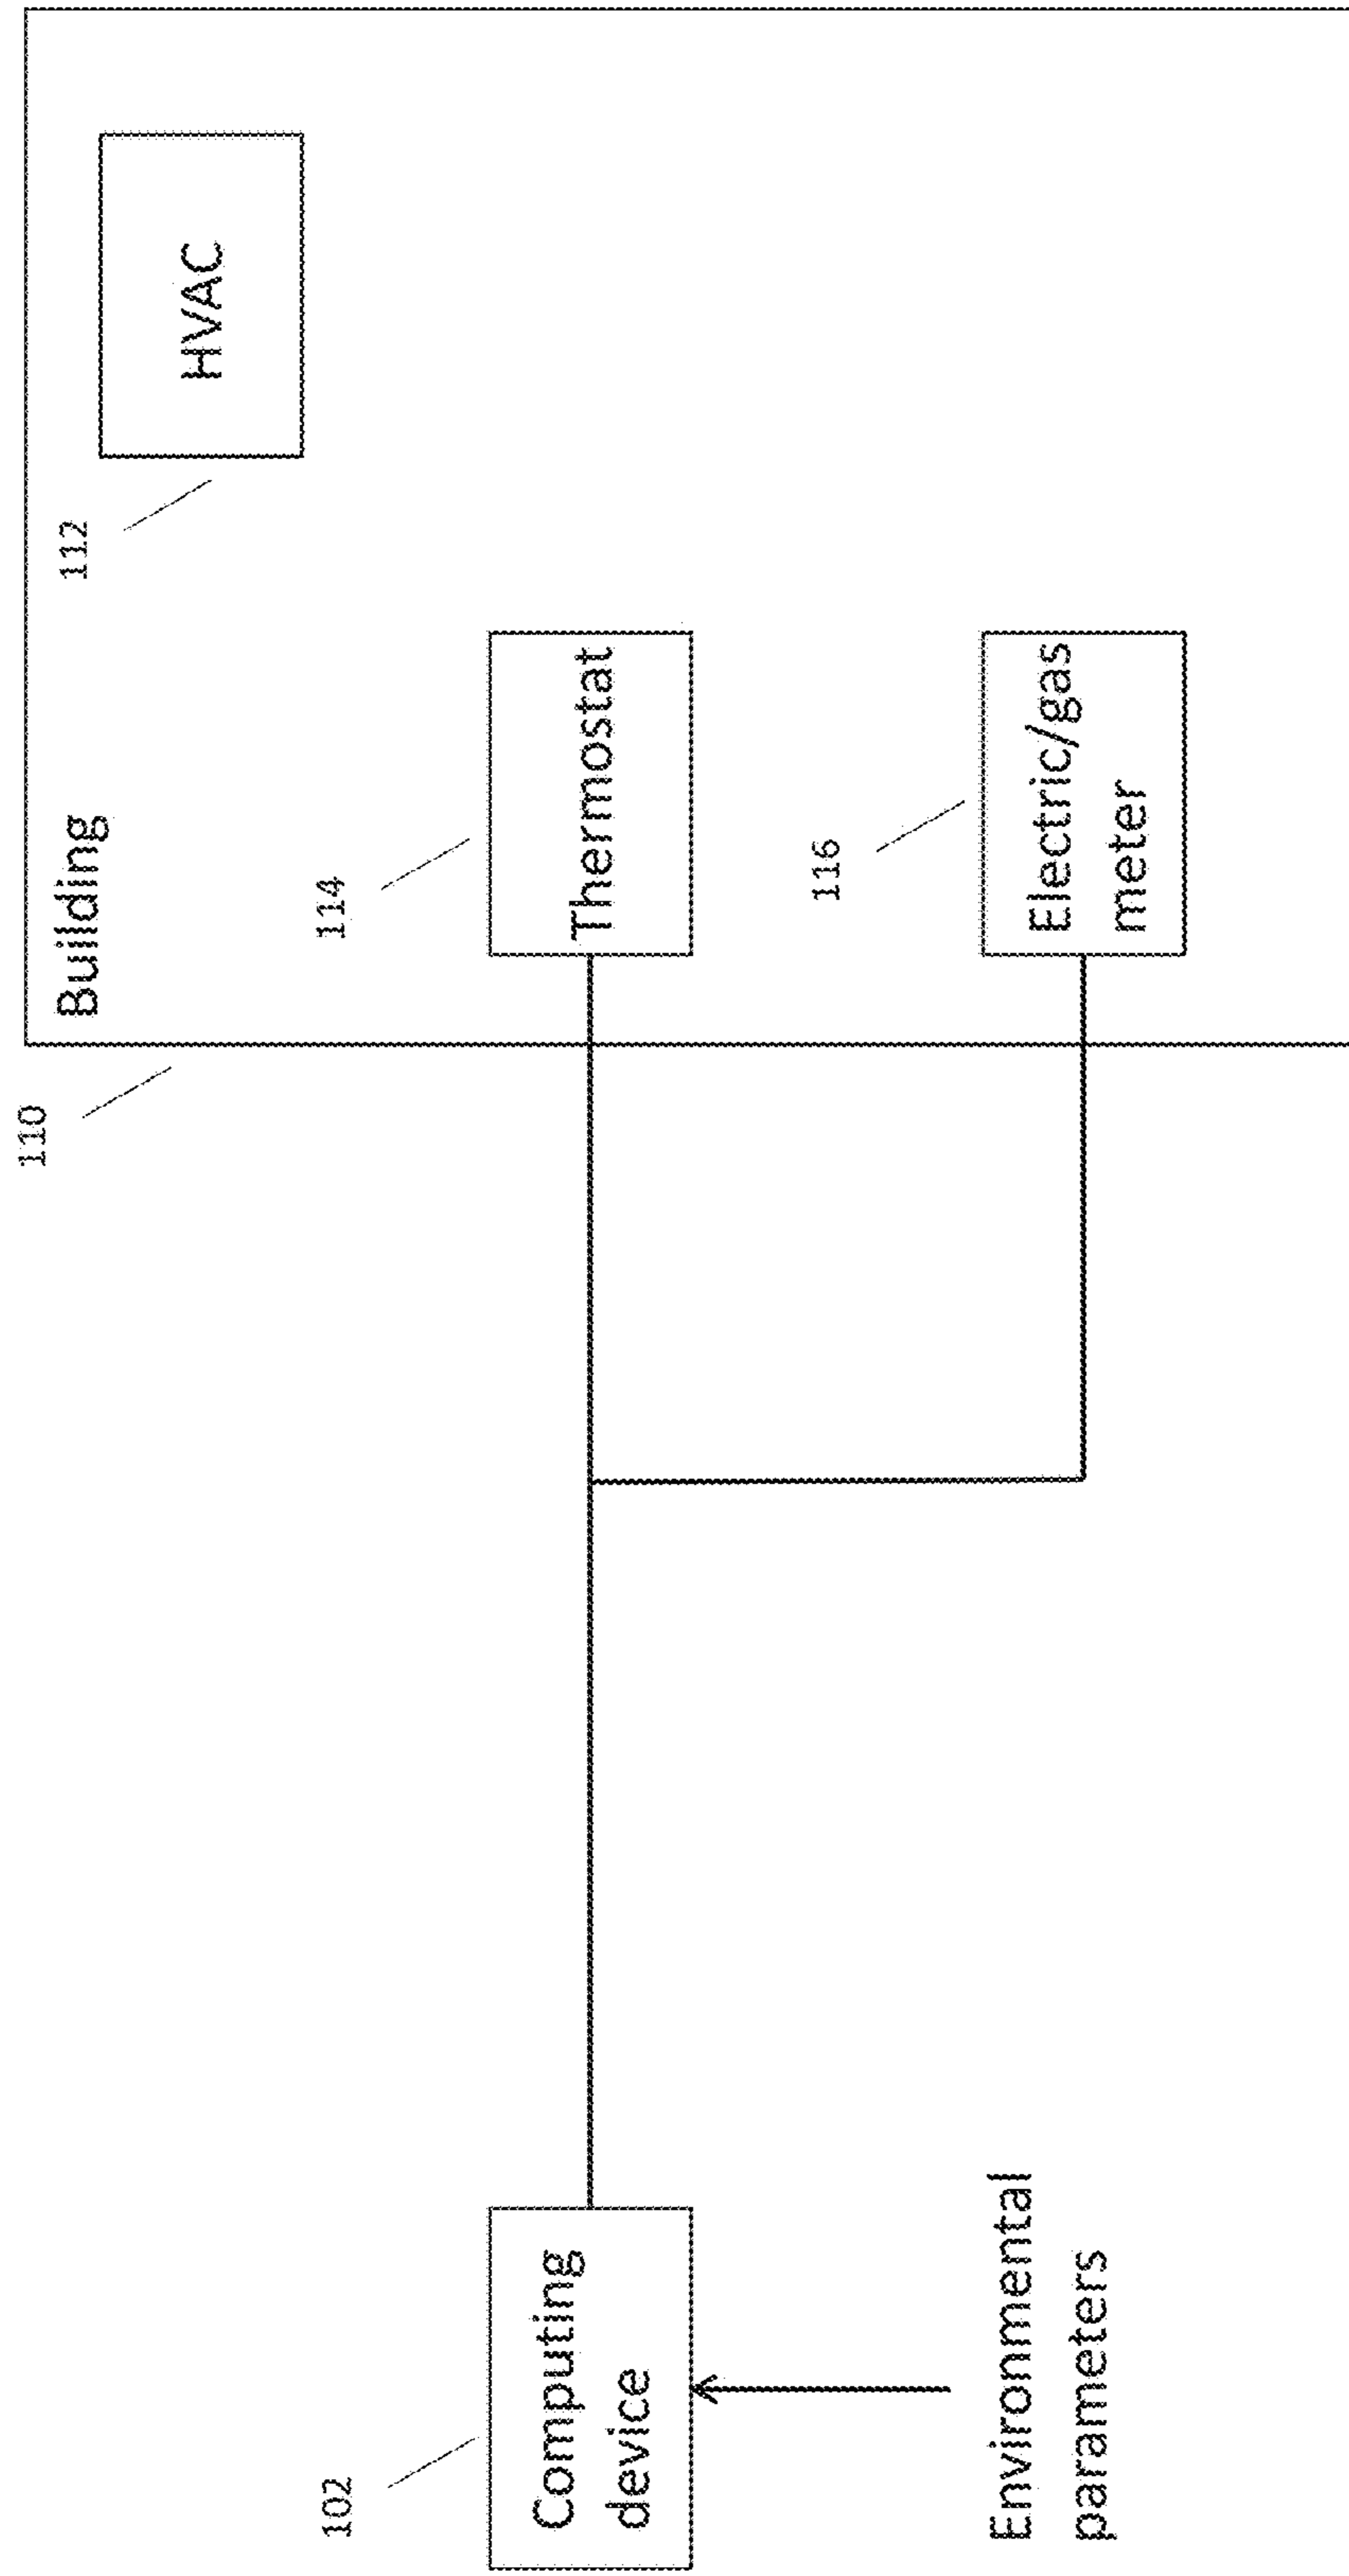 110
Building
112
HVAC
102
Computing
device
114
Thermostat
Environmental
parameters
116
Electric/gas
meter